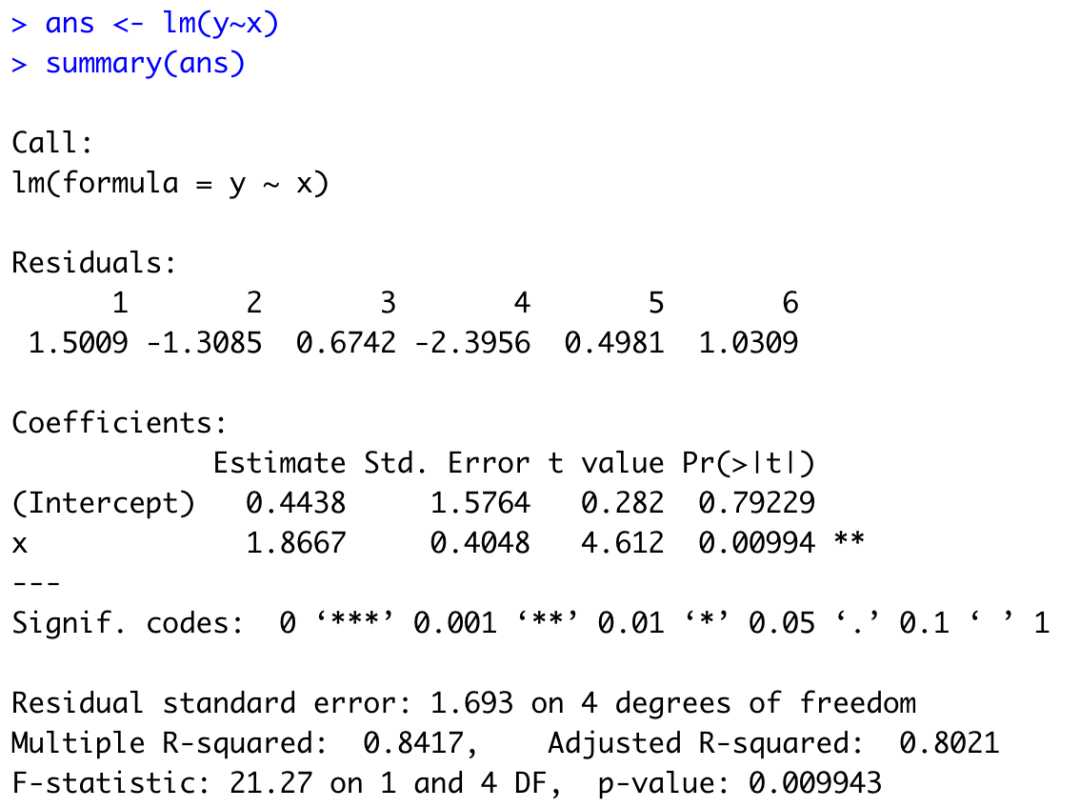 > ans <- lm(y~x)
> summary(ans)
Call:
lm(formula = y ~ x)
Residuals:
      1       2       3       4       5       6
 1.5009 -1.3085  0.6742 -2.3956  0.4981  1.0309
Coefficients:
            Estimate Std. Error t value Pr(>|t|)
(Intercept)   0.4438     1.5764   0.282  0.79229
x             1.8667     0.4048   4.612  0.00994 **
---
Signif. codes:  0 ‘***’ 0.001 ‘**’ 0.01 ‘*’ 0.05 ‘.’ 0.1 ‘ ’ 1
Residual standard error: 1.693 on 4 degrees of freedom
Multiple R-squared:  0.8417,    Adjusted R-squared:  0.8021
F-statistic: 21.27 on 1 and 4 DF,  p-value: 0.009943